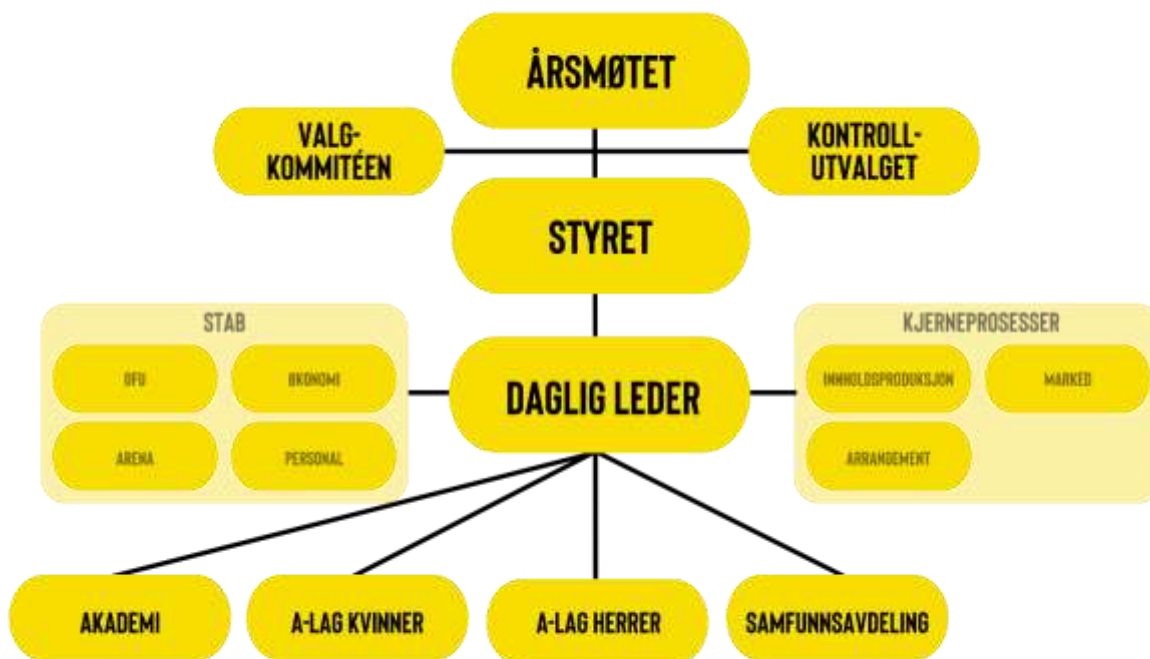 ÅRSMØTET
VALG-
KOMMITÉEN
KONTROLL-
UTVALGET
STYRET
STAB
KJERNEPROSESSER
OFU
ØKONOMI
INNHOLDSPRODUKSJON
MARKED
DAGLIG LEDER
ARENA
PERSONAL
ARRANGEMENT
AKADEMI
A-LAG KVINNER
A-LAG HERRER
SAMFUNNSAVDELING